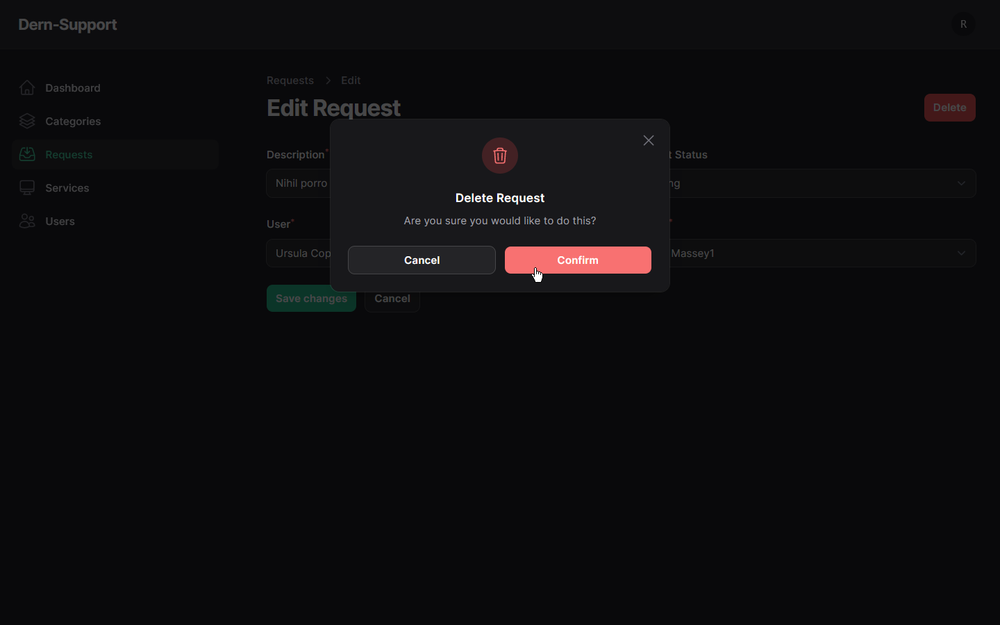 Dern-Support
R
Dashboard
Categories
Requests
Services
Users
Requests > Edit
Edit Request
Delete
Description*
Status
Nihil porro
User*
*
Ursula Cop
Massey1
Save changes
Cancel
Delete Request
Are you sure you would like to do this?
Cancel
Confirm